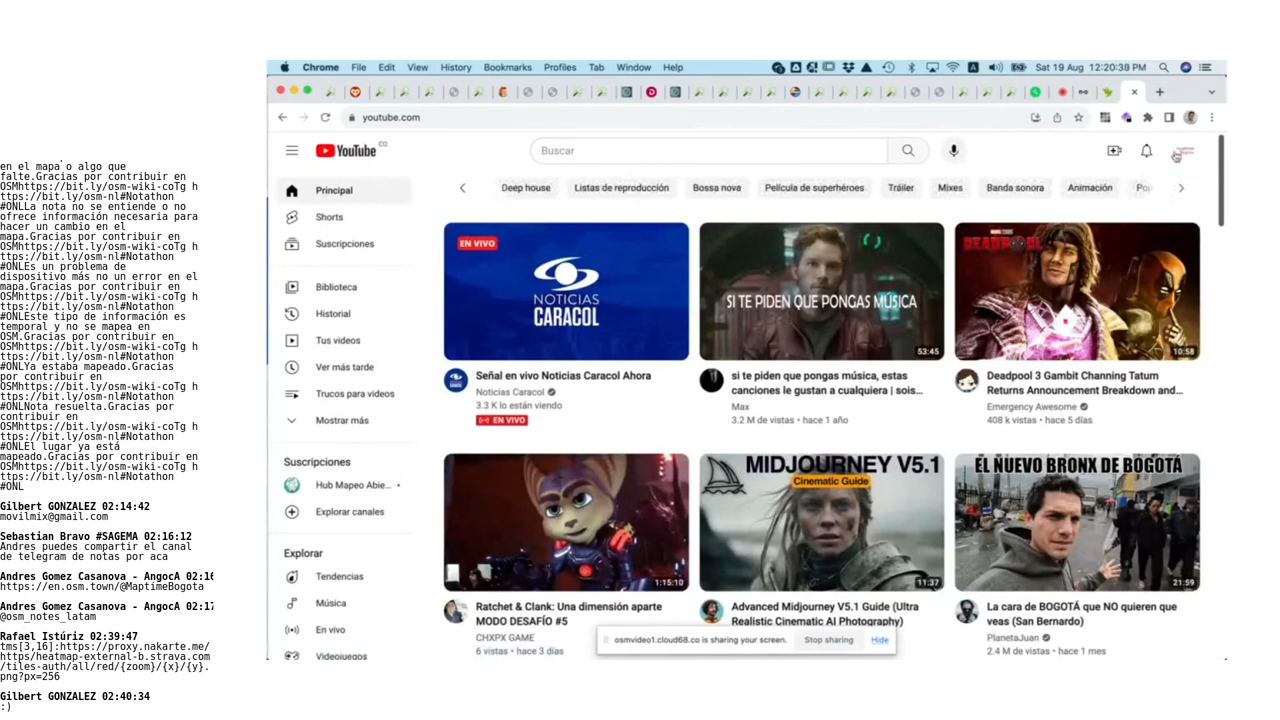 en el mapa o algo que
falte.Gracias por contribuir en
OSMhttps://bit.ly/osm-wiki-coTg h
ttps://bit.ly/osm-nl#Notathon
#ONLLa nota no se entiende o no
ofrece información necesaria para
hacer un cambio en el
mapa.Gracias por contribuir en
OSMhttps://bit.ly/osm-wiki-coTg h
ttps://bit.ly/osm-nl#Notathon
#ONLEs un problema de
dispositivo más no un error en el
mapa.Gracias por contribuir en
OSMhttps://bit.ly/osm-wiki-coTg h
ttps://bit.ly/osm-nl#Notathon
#ONLEste tipo de información es
temporal y no se mapea en
OSM.Gracias por contribuir en
OSMhttps://bit.ly/osm-wiki-coTg h
ttps://bit.ly/osm-nl#Notathon
#ONLYa estaba mapeado.Gracias
por contribuir en
OSMhttps://bit.ly/osm-wiki-coTg h
ttps://bit.ly/osm-nl#Notathon
#ONLNota resuelta.Gracias por
contribuir en
OSMhttps://bit.ly/osm-wiki-coTg h
ttps://bit.ly/osm-nl#Notathon
#ONLEl lugar ya está
mapeado.Gracias por contribuir en
OSMhttps://bit.ly/osm-wiki-coTg h
ttps://bit.ly/osm-nl#Notathon
#ONL
Gilbert GONZALEZ 02:14:42
movilmix@gmail.com
Sebastian Bravo #SAGEMA 02:16:12
Andres puedes compartir el canal
de telegram de notas por aca
Andres Gomez Casanova - AngocA 02:16
https://en.osm.town/@MaptimeBogota
Andres Gomez Casanova - AngocA 02:17
@osm_notes_latam
Rafael Istúriz 02:39:47
tms[3,16]:https://proxy.nakarte.me/
https/heatmap-external-b.strava.com
/tiles-auth/all/red/{zoom}/{x}/{y}.
png?px=256
Gilbert GONZALEZ 02:40:34
:)
Chrome File Edit View History Bookmarks Profiles Tab Window Help Sat 19 Aug 12:20:38 PM
youtube.com
YouTube CO
Buscar
Principal
Shorts
Suscripciones
Biblioteca
Historial
Tus videos
Ver más tarde
Trucos para videos
Mostrar más
Suscripciones
Hub Mapeo Abie...
Explorar canales
Explorar
Tendencias
Música
En vivo
Videojuegos
Deep house Listas de reproducción Bossa nova Película de superhéroes Tráiler Mixes Banda sonora Animación Pop
EN VIVO
NOTICIAS
CARACOL
Señal en vivo Noticias Caracol Ahora
Noticias Caracol
3.3 K lo están viendo
EN VIVO
SI TE PIDEN QUE PONGAS MÚSICA
53:45
si te piden que pongas música, estas
canciones le gustan a cualquiera | sois...
Max
3.2 M de vistas • hace 1 año
DEADPOOL
10:58
Deadpool 3 Gambit Channing Tatum
Returns Announcement Breakdown and...
Emergency Awesome
408 k vistas • hace 5 días
1:15:10
Ratchet & Clank: Una dimensión aparte
MODO DESAFÍO #5
CHXPX GAME
6 vistas • hace 3 días
MIDJOURNEY V5.1
Cinematic Guide
11:37
Advanced Midjourney V5.1 Guide (Ultra
Realistic Cinematic AI Photography)
EL NUEVO BRONX DE BOGOTÁ
21:59
La cara de BOGOTÁ que NO quieren que
veas (San Bernardo)
PlanetaJuan
2.4 M de vistas • hace 1 mes
osmvideo1.cloud68.co is sharing your screen. Stop sharing Hide